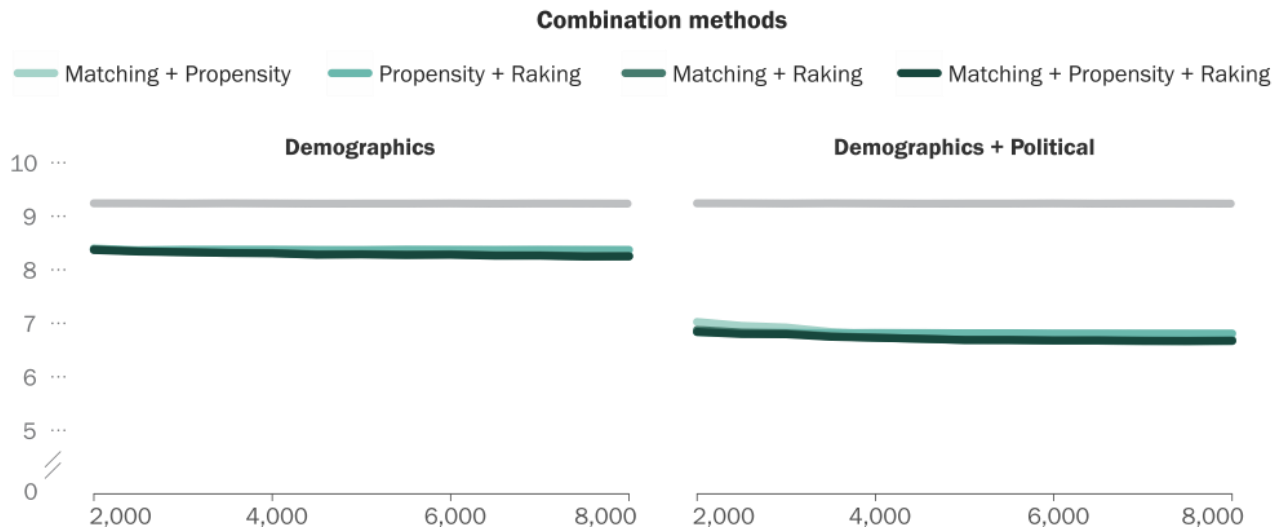 Combination methods
Matching + Propensity Propensity + Raking Matching + Raking Matching + Propensity + Raking
Demographics Demographics + Political
10
9
8
7
6
5
0
2,000 4,000 6,000 8,000 2,000 4,000 6,000 8,000